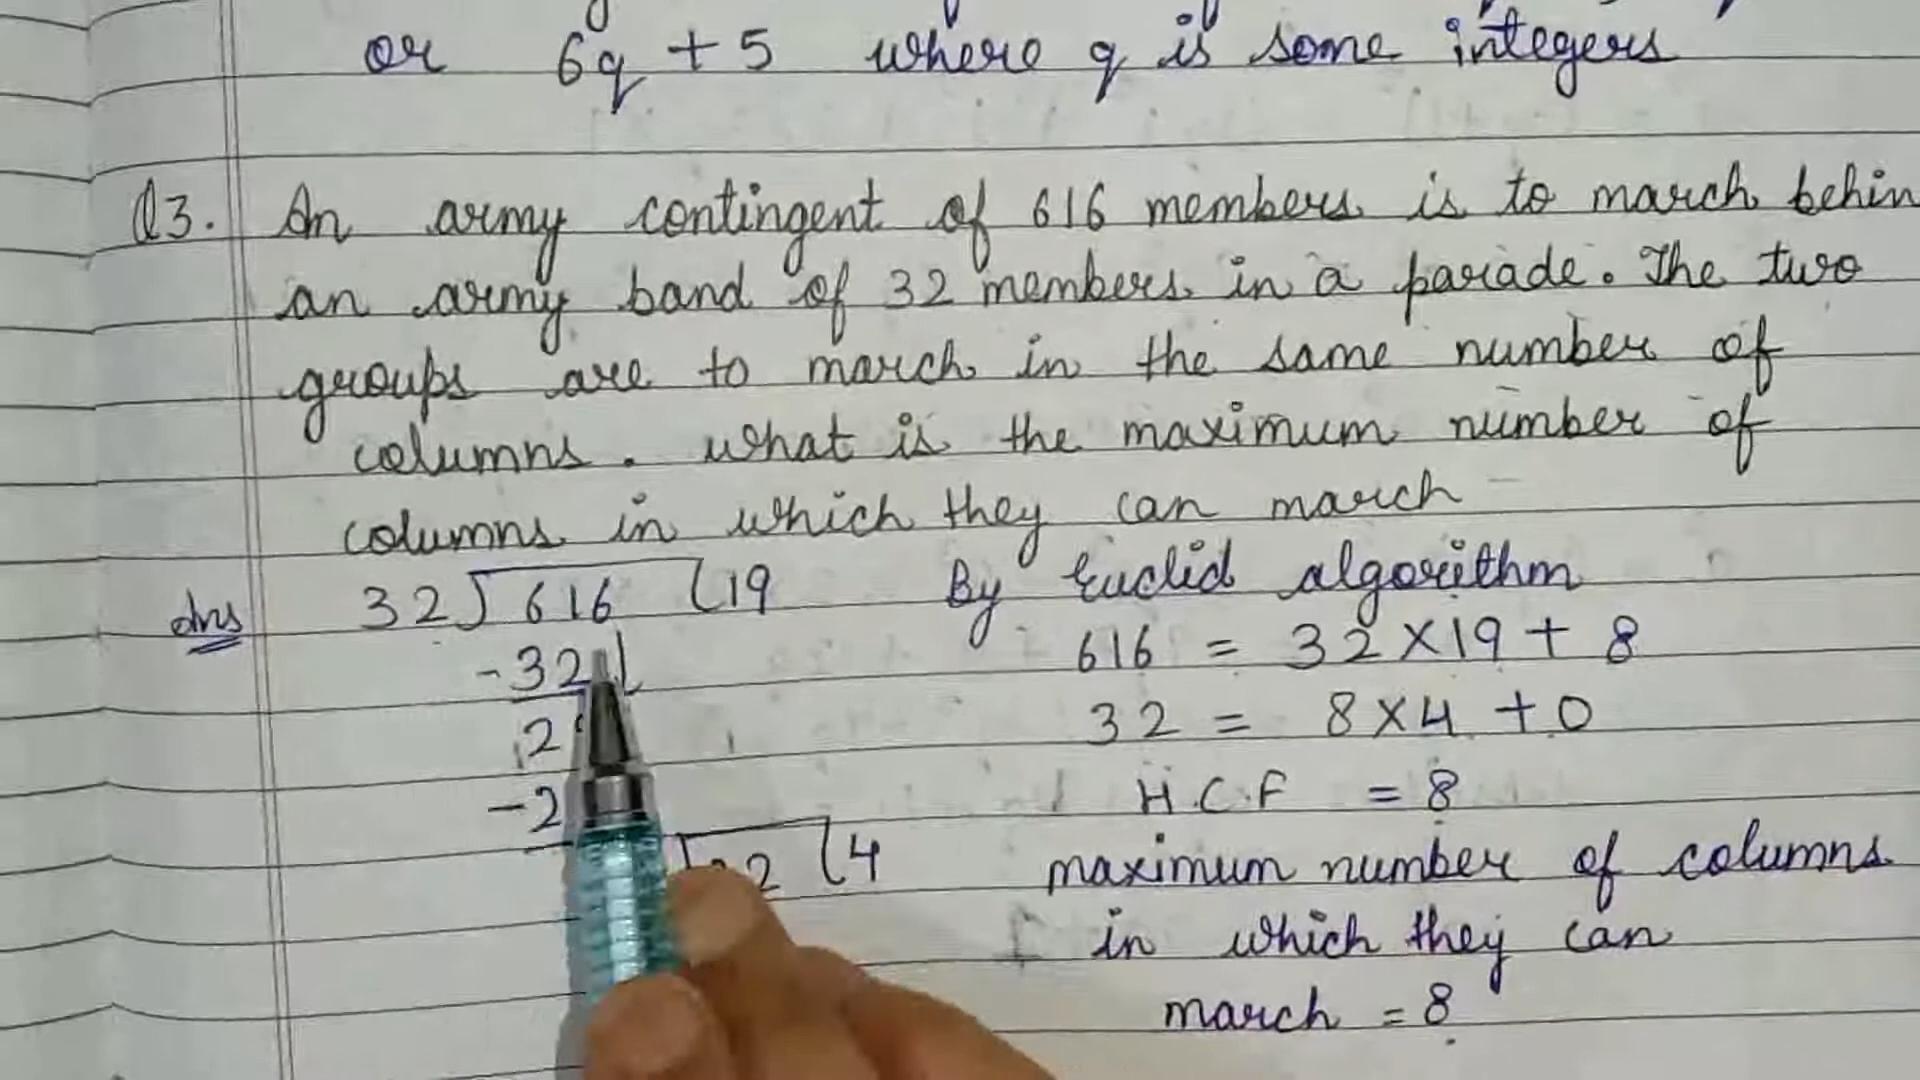 or 6q + 5 where q is some integers
Q3. An army contingent of 616 members is to march behin
an army band of 32 members in a parade. The two
groups are to march in the same number of
columns. what is the maximum number of
columns in which they can march
Ans 32 616 19 By Euclid algorithm
-32 616 = 32 × 19 + 8
2 32 = 8 × 4 + 0
-2 H.C.F = 8
32 4 maximum number of columns
in which they can
march = 8